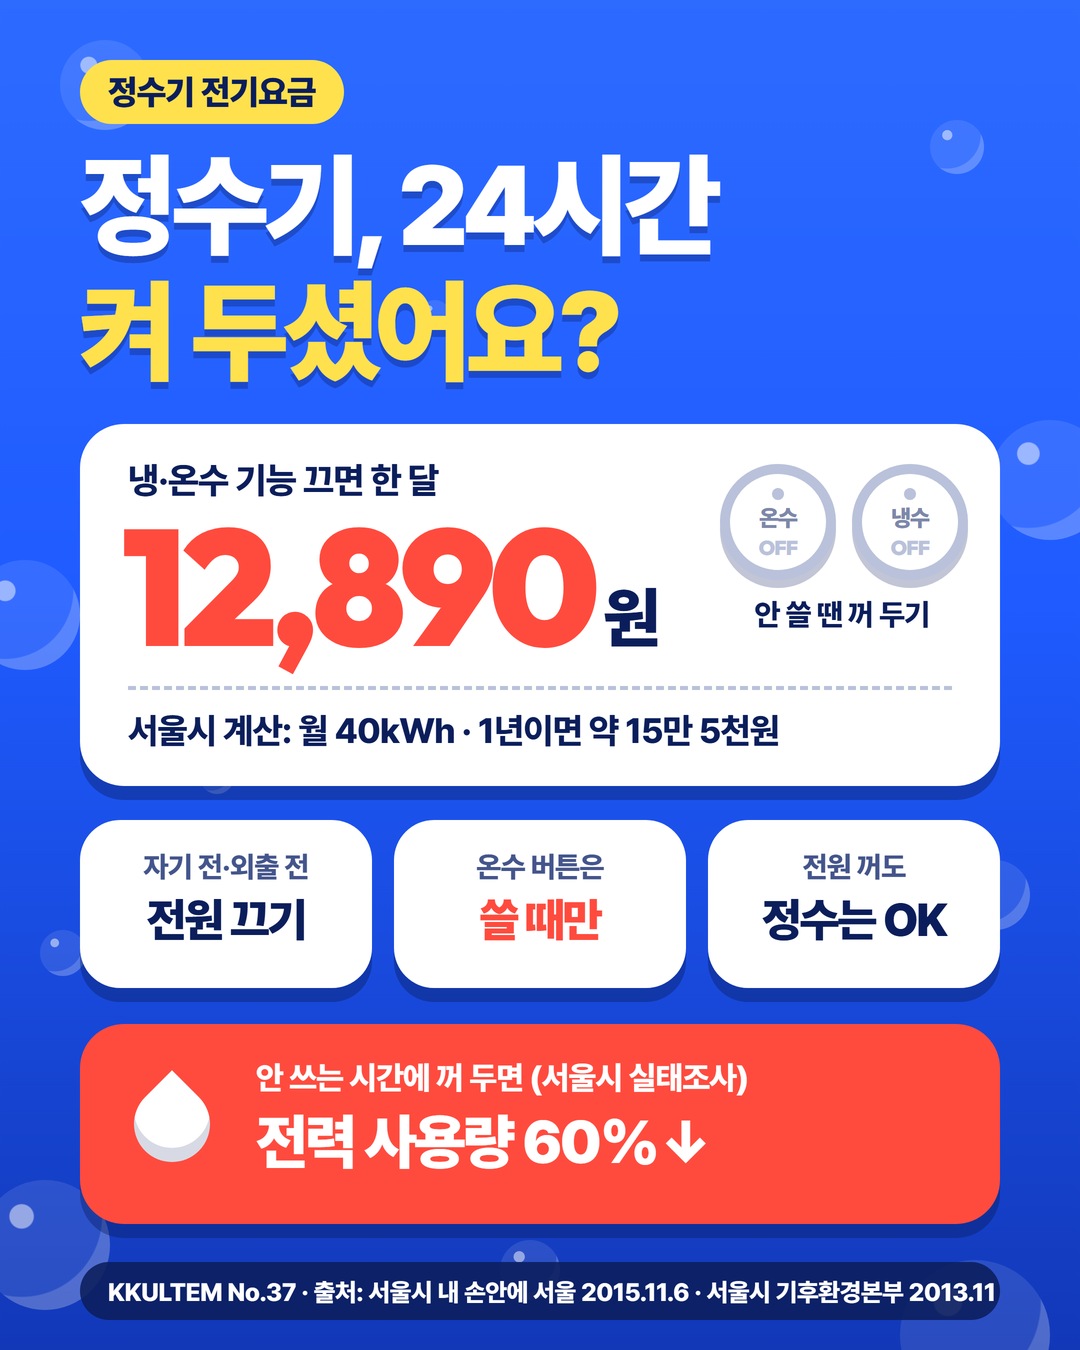 정수기 전기요금
정수기, 24시간
켜 두셨어요?
냉·온수 기능 끄면 한 달
12,890원
온수
OFF
냉수
OFF
안 쓸 땐 꺼 두기
서울시 계산: 월 40kWh · 1년이면 약 15만 5천원
자기 전·외출 전
전원 끄기
온수 버튼은
쓸 때만
전원 꺼도
정수는 OK
안 쓰는 시간에 꺼 두면 (서울시 실태조사)
전력 사용량 60%↓
KKULTEM No.37 · 출처: 서울시 내 손안에 서울 2015.11.6 · 서울시 기후환경본부 2013.11